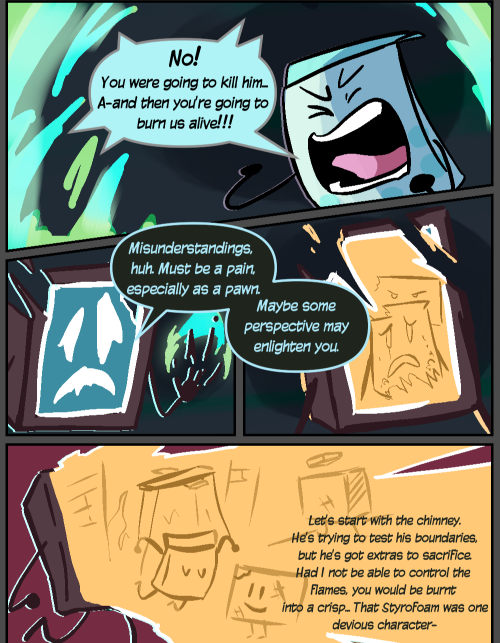 No!
You were going to kill him...
A-and then you're going to
burn us alive!!!
Misunderstandings,
huh. Must be a pain,
especially as a pawn.
Maybe some
perspective may
enlighten you.
Let's start with the chimney.
He's trying to test his boundaries,
but he's got extras to sacrifice.
Had I not be able to control the
flames, you would be burnt
into a crisp... That StyroFoam was one
devious character-